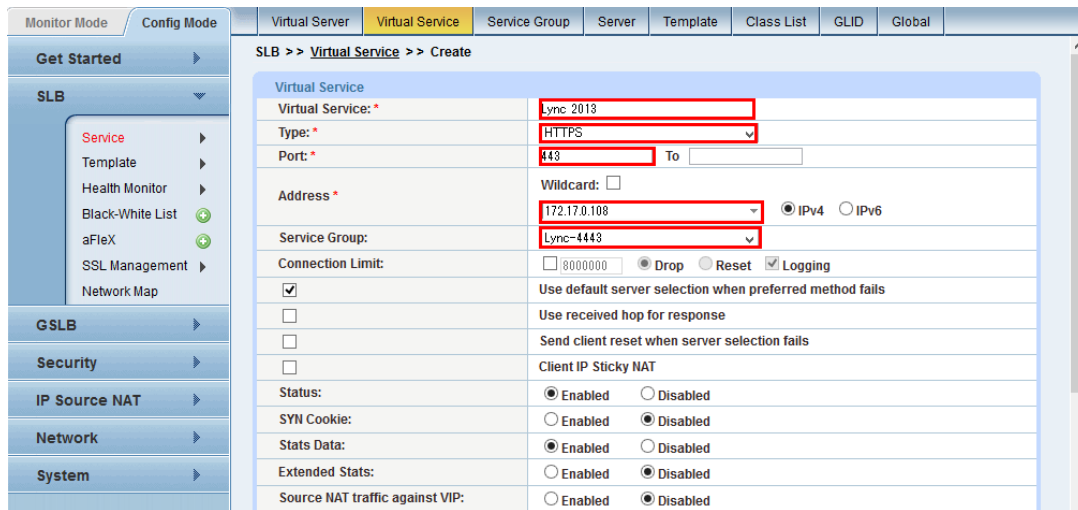 Monitor Mode Config Mode Virtual Server Virtual Service Service Group Server Template Class List GLID Global
SLB >> Virtual Service >> Create
Get Started
SLB
Service
Template
Health Monitor
Black-White List
aFleX
SSL Management
Network Map
GSLB
Security
IP Source NAT
Network
System
Virtual Service
Virtual Service: * Lync 2013
Type: * HTTPS
Port: * 443 To
Address * Wildcard:
172.17.0.108 IPv4 IPv6
Service Group: Lync-4443
Connection Limit: 8000000 Drop Reset Logging
Use default server selection when preferred method fails
Use received hop for response
Send client reset when server selection fails
Client IP Sticky NAT
Status: Enabled Disabled
SYN Cookie: Enabled Disabled
Stats Data: Enabled Disabled
Extended Stats: Enabled Disabled
Source NAT traffic against VIP: Enabled Disabled